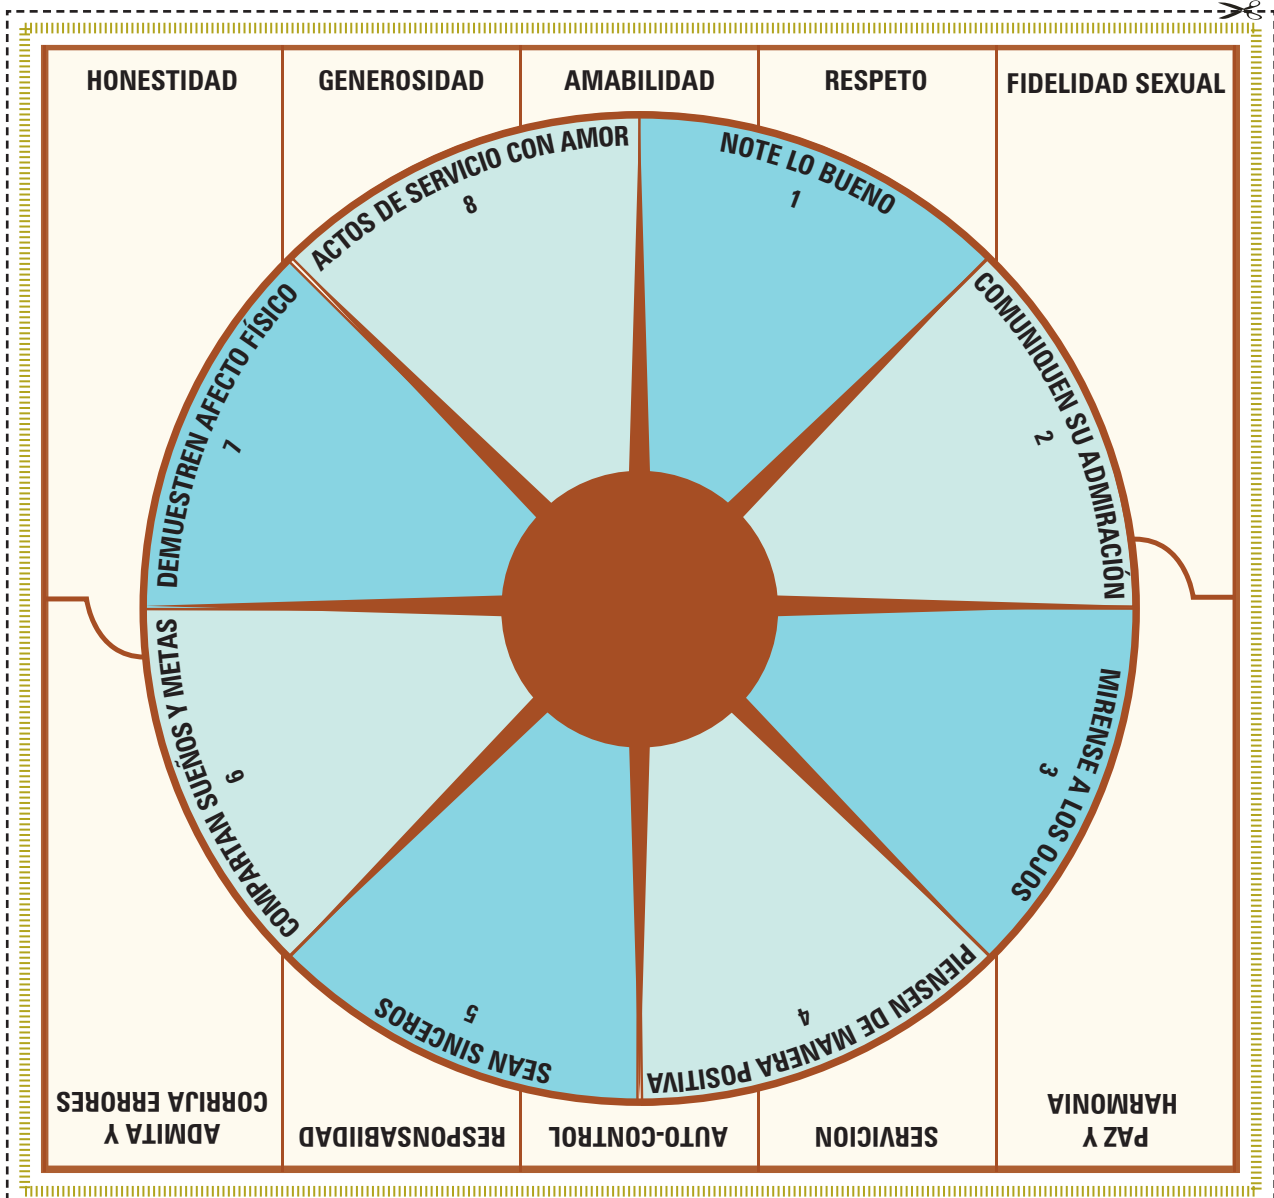 HONESTIDAD
GENEROSIDAD
AMABILIDAD
RESPETO
FIDELIDAD SEXUAL
NOTE LO BUENO
1
COMUNIQUEN SU ADMIRACIÓN
2
MIRENSE A LOS OJOS
3
PIENSEN DE MANERA POSITIVA
4
SEAN SINCEROS
5
COMPARTAN SUEÑOS Y METAS
6
DEMUESTREN AFECTO FÍSICO
7
ACTOS DE SERVICIO CON AMOR
8
PAZ Y
HARMONIA
SERVICION
AUTO-CONTROL
RESPONSABIIDAD
ADMITA Y
CORRIJA ERRORES